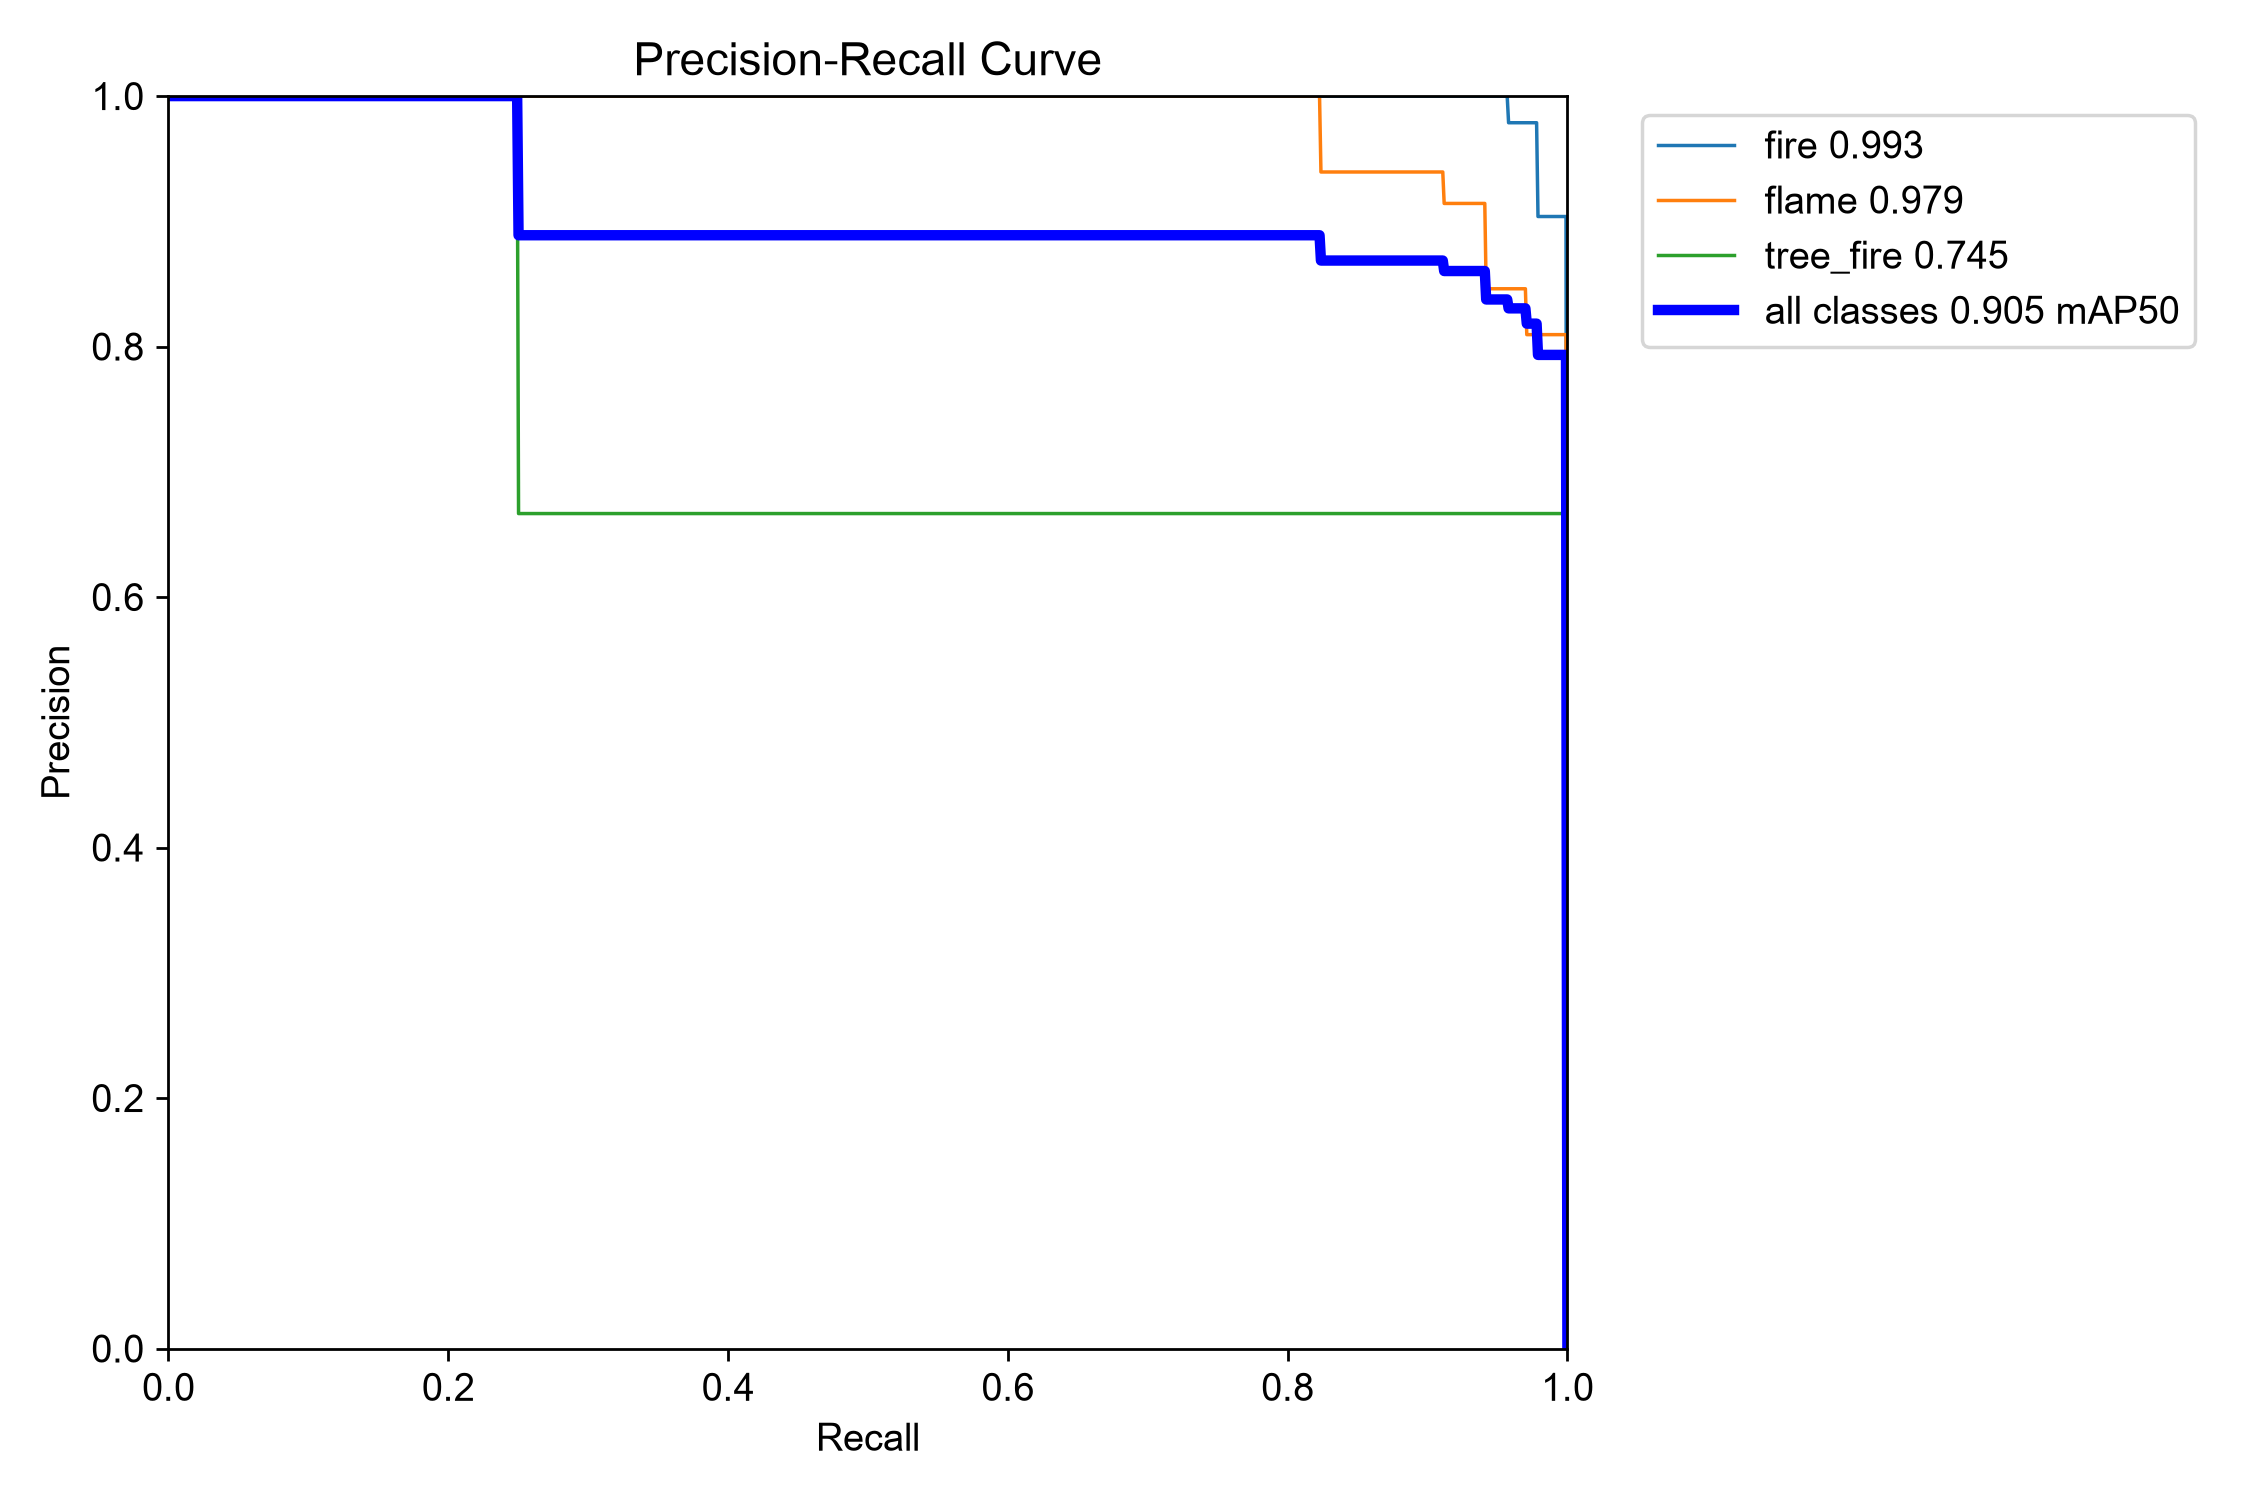 Precision-Recall Curve
1.0
0.8
0.6
0.4
0.2
0.0
Precision
0.0 0.2 0.4 0.6 0.8 1.0
Recall
fire 0.993
flame 0.979
tree_fire 0.745
all classes 0.905 mAP50